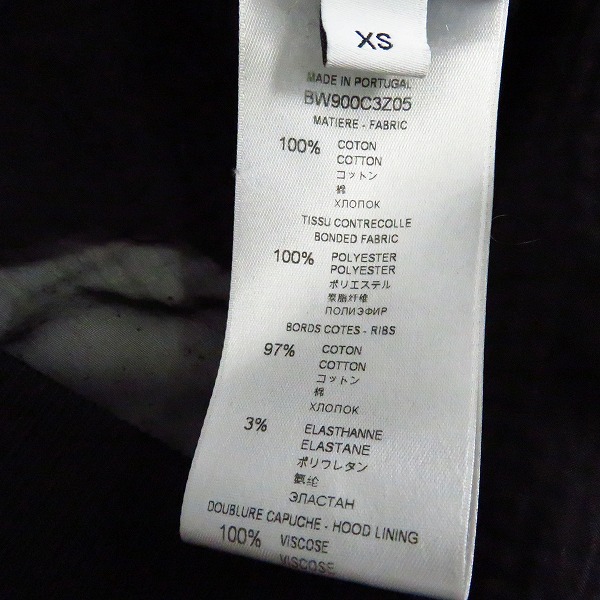 XS
MADE IN PORTUGAL
BW900C3Z05
MATIERE - FABRIC
100% COTON
COTTON
コットン
棉
ХЛОПОК
TISSU CONTRECOLLE
BONDED FABRIC
100% POLYESTER
POLYESTER
ポリエステル
聚脂纤维
ПОЛИЭФИР
BORDS COTES - RIBS
97% COTON
COTTON
コットン
棉
ХЛОПОК
3% ELASTHANNE
ELASTANE
ポリウレタン
氨纶
ЭЛАСТАН
DOUBLURE CAPUCHE - HOOD LINING
100% VISCOSE
VISCOSE